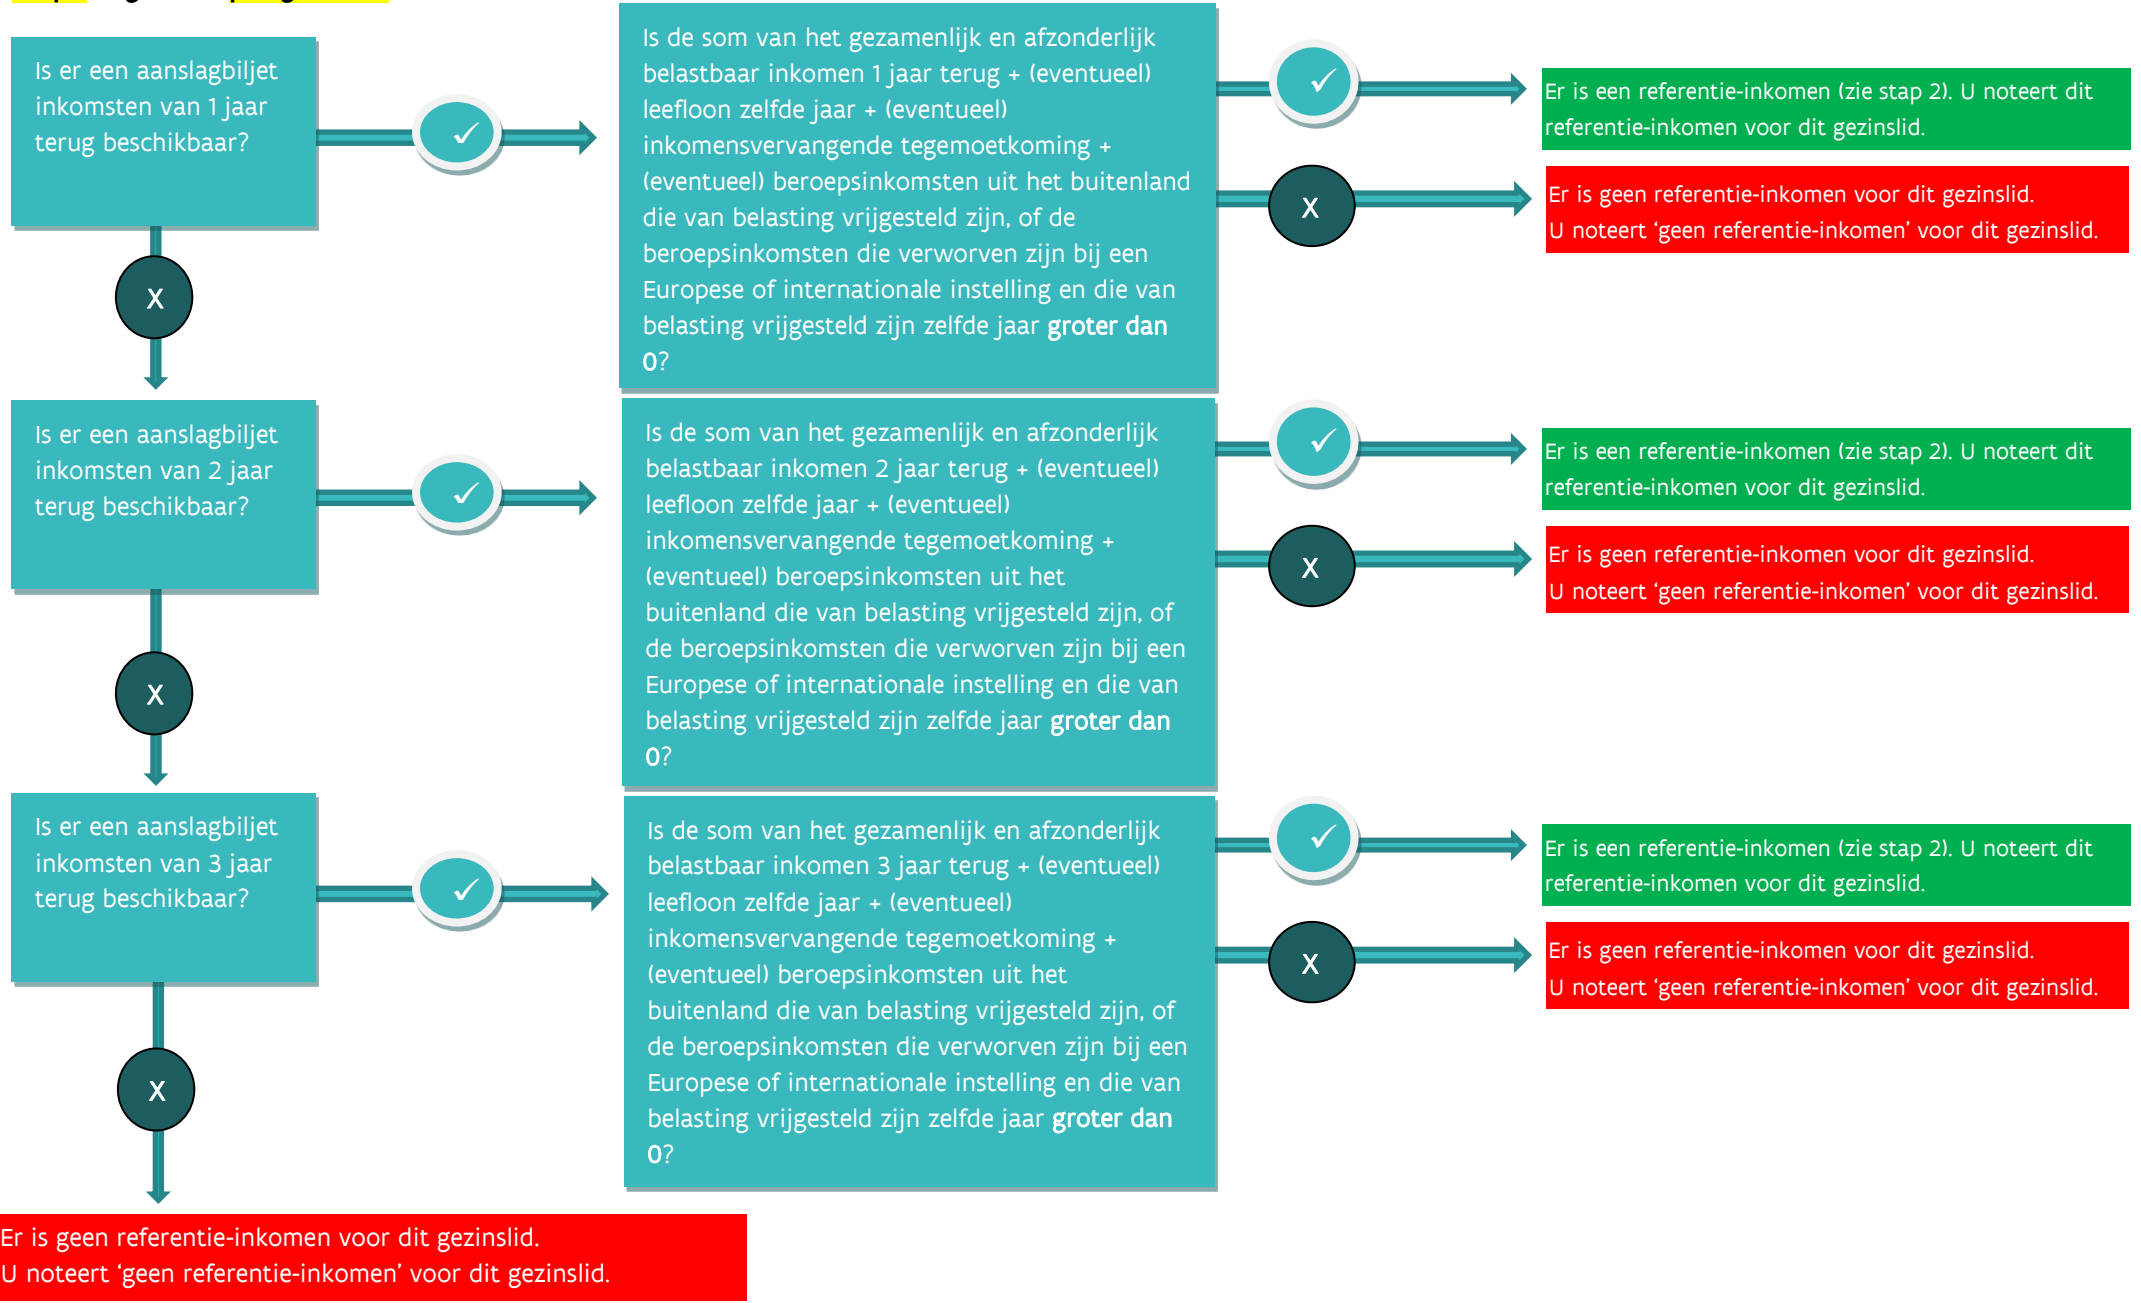 Is er een aanslagbiljet
inkomsten van 1 jaar
terug beschikbaar?
✓
Is de som van het gezamenlijk en afzonderlijk
belastbaar inkomen 1 jaar terug + (eventueel)
leefloon zelfde jaar + (eventueel)
inkomensvervangende tegemoetkoming +
(eventueel) beroepsinkomsten uit het buitenland
die van belasting vrijgesteld zijn, of de
beroepsinkomsten die verworven zijn bij een
Europese of internationale instelling en die van
belasting vrijgesteld zijn zelfde jaar groter dan
0?
✓
Er is een referentie-inkomen (zie stap 2). U noteert dit
referentie-inkomen voor dit gezinslid.
X
Er is geen referentie-inkomen voor dit gezinslid.
U noteert ‘geen referentie-inkomen’ voor dit gezinslid.
X
Is er een aanslagbiljet
inkomsten van 2 jaar
terug beschikbaar?
✓
Is de som van het gezamenlijk en afzonderlijk
belastbaar inkomen 2 jaar terug + (eventueel)
leefloon zelfde jaar + (eventueel)
inkomensvervangende tegemoetkoming +
(eventueel) beroepsinkomsten uit het
buitenland die van belasting vrijgesteld zijn, of
de beroepsinkomsten die verworven zijn bij een
Europese of internationale instelling en die van
belasting vrijgesteld zijn zelfde jaar groter dan
0?
✓
Er is een referentie-inkomen (zie stap 2). U noteert dit
referentie-inkomen voor dit gezinslid.
X
Er is geen referentie-inkomen voor dit gezinslid.
U noteert ‘geen referentie-inkomen’ voor dit gezinslid.
X
Is er een aanslagbiljet
inkomsten van 3 jaar
terug beschikbaar?
✓
Is de som van het gezamenlijk en afzonderlijk
belastbaar inkomen 3 jaar terug + (eventueel)
leefloon zelfde jaar + (eventueel)
inkomensvervangende tegemoetkoming +
(eventueel) beroepsinkomsten uit het
buitenland die van belasting vrijgesteld zijn, of
de beroepsinkomsten die verworven zijn bij een
Europese of internationale instelling en die van
belasting vrijgesteld zijn zelfde jaar groter dan
0?
✓
Er is een referentie-inkomen (zie stap 2). U noteert dit
referentie-inkomen voor dit gezinslid.
X
Er is geen referentie-inkomen voor dit gezinslid.
U noteert ‘geen referentie-inkomen’ voor dit gezinslid.
X
Er is geen referentie-inkomen voor dit gezinslid.
U noteert ‘geen referentie-inkomen’ voor dit gezinslid.